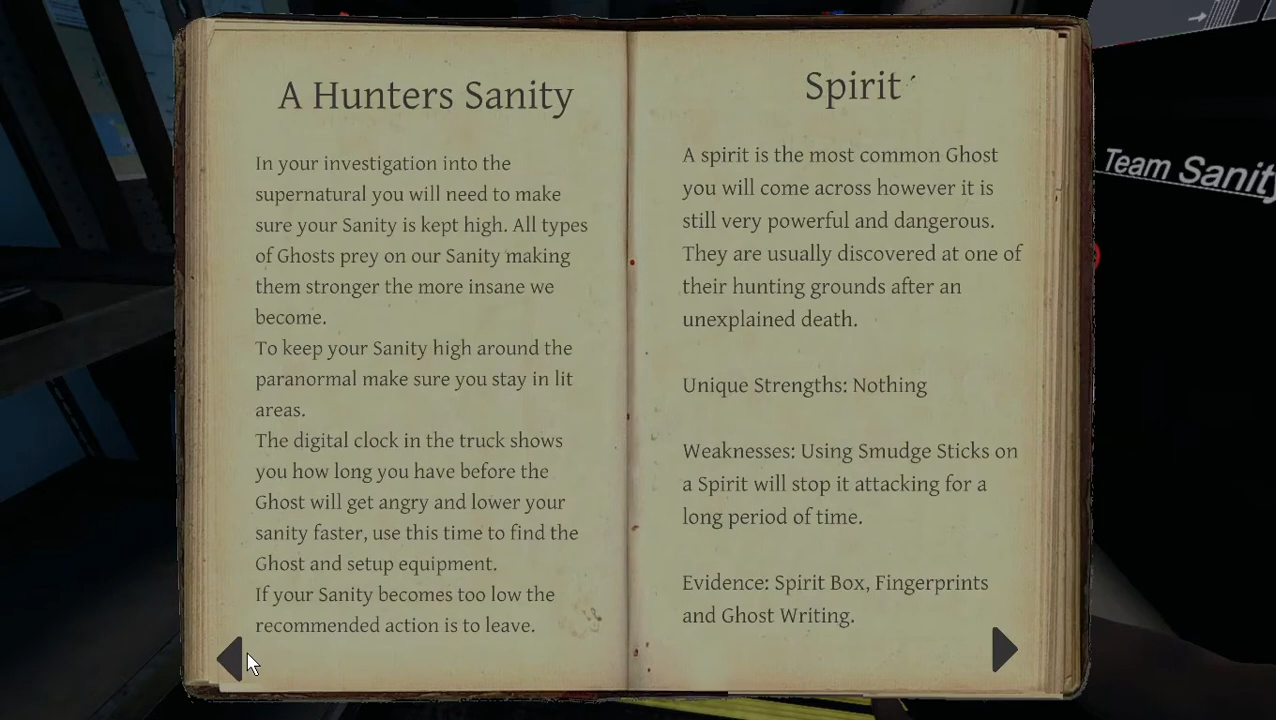 A Hunters Sanity
In your investigation into the
supernatural you will need to make
sure your Sanity is kept high. All types
of Ghosts prey on our Sanity making
them stronger the more insane we
become.
To keep your Sanity high around the
paranormal make sure you stay in lit
areas.
The digital clock in the truck shows
you how long you have before the
Ghost will get angry and lower your
sanity faster, use this time to find the
Ghost and setup equipment.
If your Sanity becomes too low the
recommended action is to leave.
Spirit
A spirit is the most common Ghost
you will come across however it is
still very powerful and dangerous.
They are usually discovered at one of
their hunting grounds after an
unexplained death.
Unique Strengths: Nothing
Weaknesses: Using Smudge Sticks on
a Spirit will stop it attacking for a
long period of time.
Evidence: Spirit Box, Fingerprints
and Ghost Writing.
Team Sanity